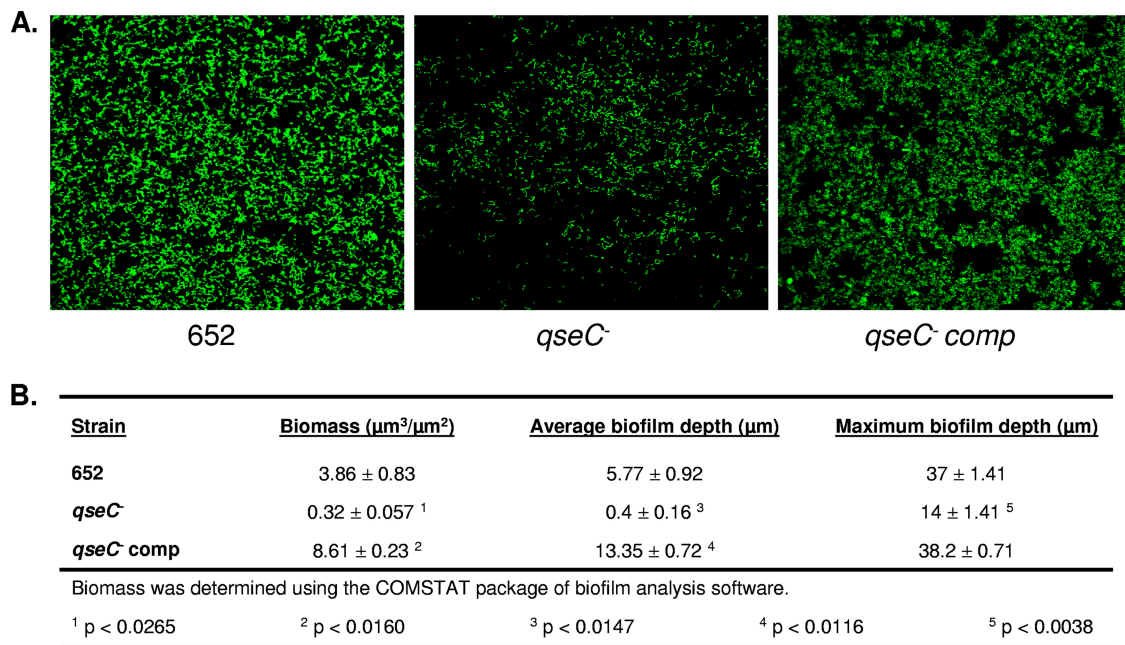 A.
652 qseC- qseC- comp
B.
Strain Biomass (µm³/µm²) Average biofilm depth (µm) Maximum biofilm depth (µm)
652 3.86 ± 0.83 5.77 ± 0.92 37 ± 1.41
qseC- 0.32 ± 0.057 ¹ 0.4 ± 0.16 ³ 14 ± 1.41 ⁵
qseC- comp 8.61 ± 0.23 ² 13.35 ± 0.72 ⁴ 38.2 ± 0.71
Biomass was determined using the COMSTAT package of biofilm analysis software.
¹ p < 0.0265 ² p < 0.0160 ³ p < 0.0147 ⁴ p < 0.0116 ⁵ p < 0.0038